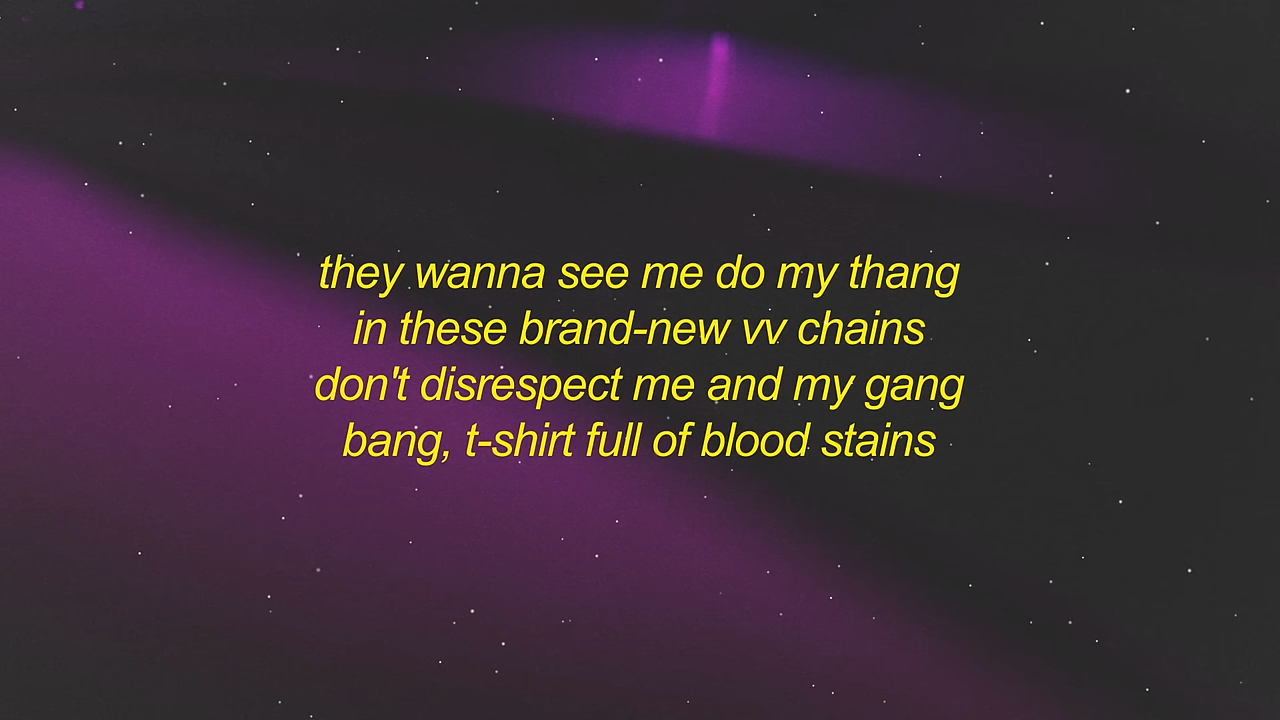 they wanna see me do my thang
in these brand-new vv chains
don't disrespect me and my gang
bang, t-shirt full of blood stains